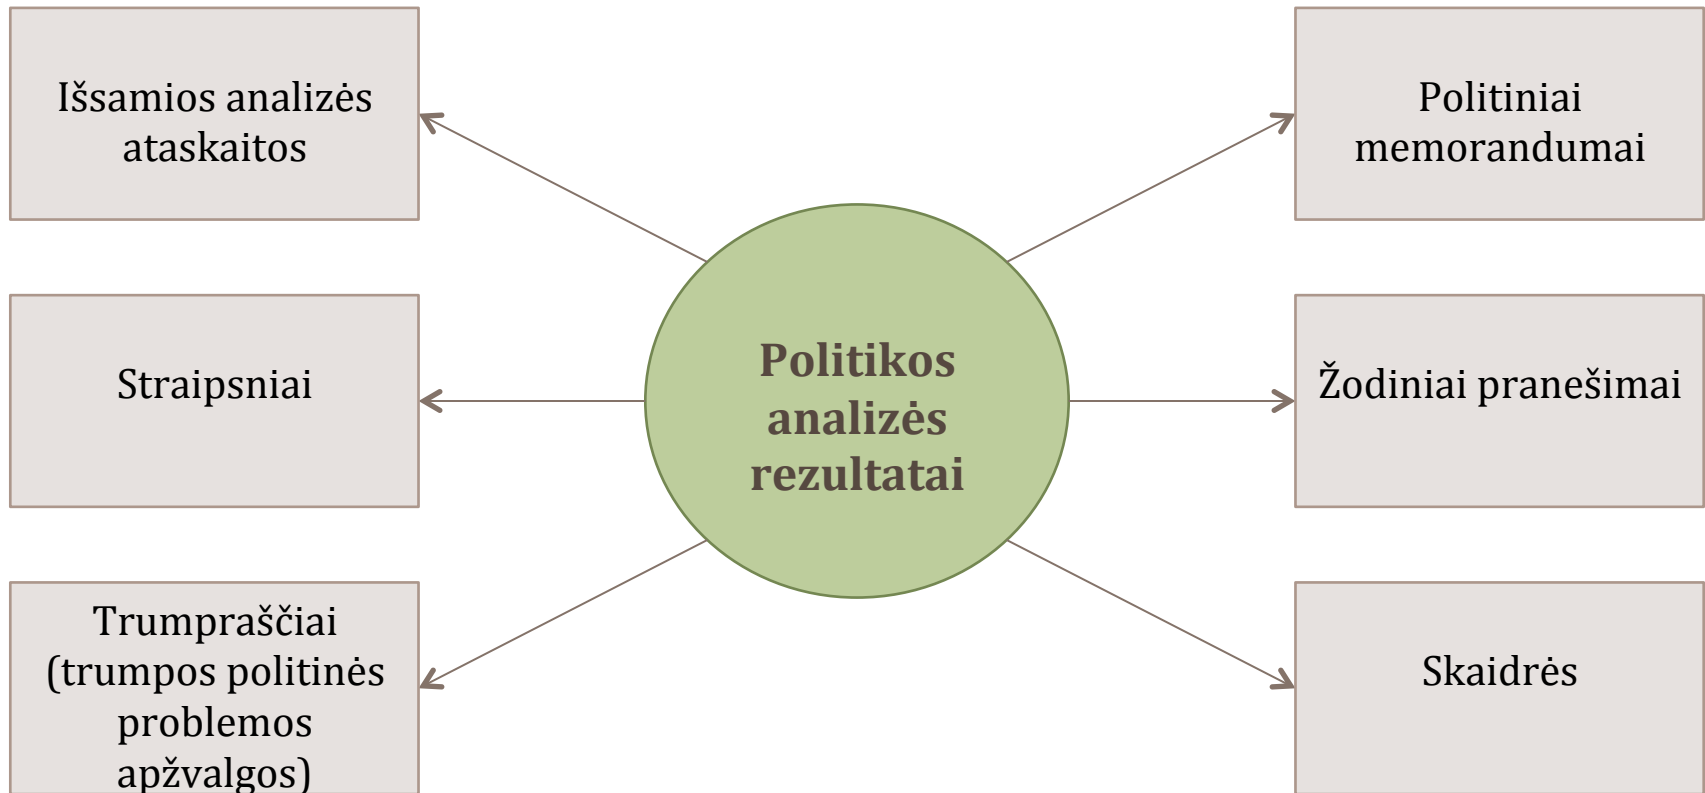 Išsamios analizės
ataskaitos
Straipsniai
Trumpraščiai
(trumpos politinės
problemos
apžvalgos)
Politikos
analizės
rezultatai
Politiniai
memorandumai
Žodiniai pranešimai
Skaidrės